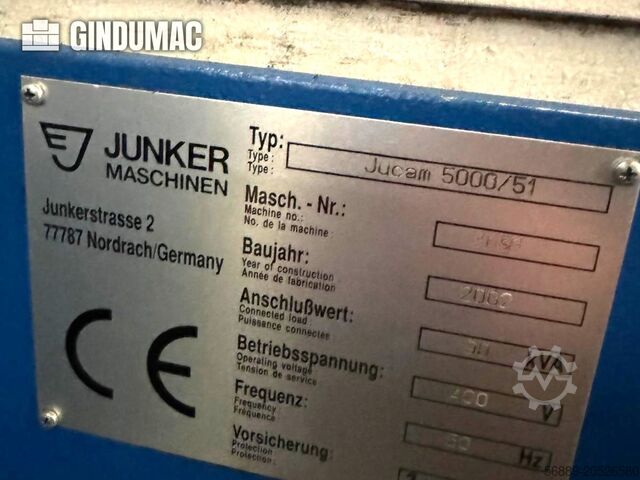 GINDUMAC
JUNKER
MASCHINEN
Junkerstrasse 2
77787 Nordrach/Germany
CE
Typ:
Type:
Type:
Jucam 5000/51
Masch. - Nr.:
Machine no.:
No. de la machine:
Baujahr:
Year of construction
Année de fabrication
2002
Anschlußwert:
Connected load:
Puissance connectée
KVA
Betriebsspannung:
Operating voltage
Tension de service
400 V
Frequenz:
Frequency
Fréquence
50 Hz
Vorsicherung:
Protection
Protection